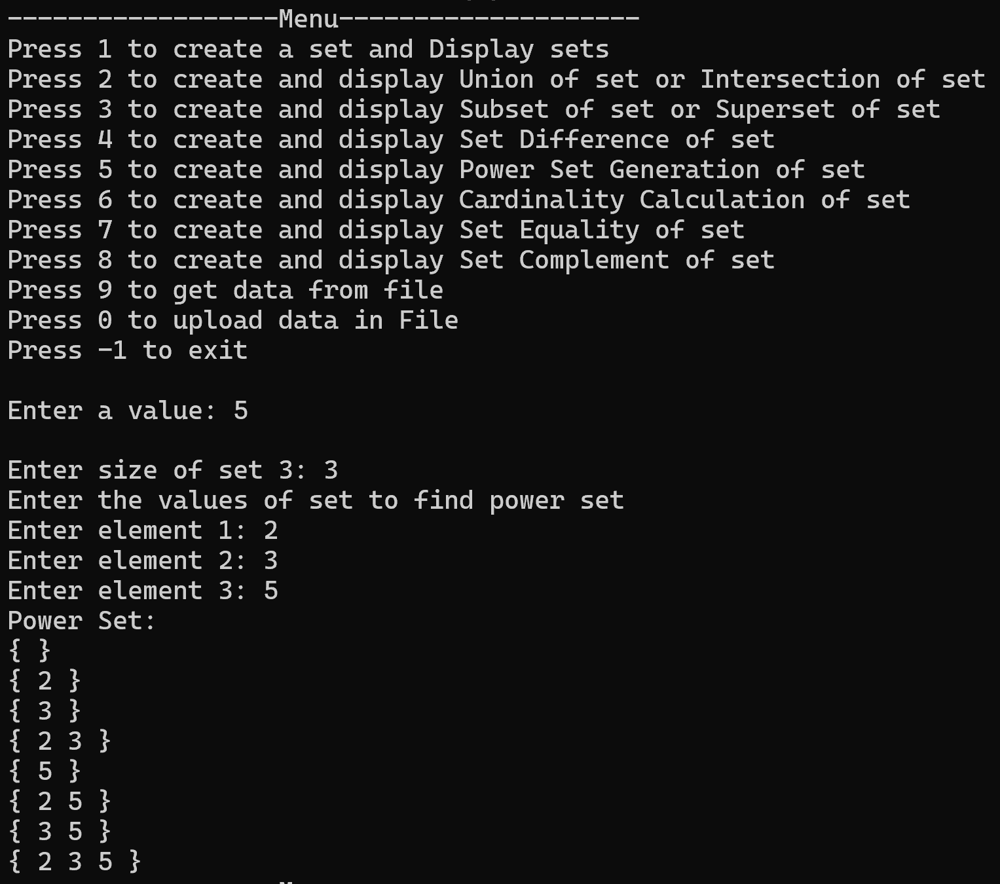 ------------------Menu--------------------
Press 1 to create a set and Display sets
Press 2 to create and display Union of set or Intersection of set
Press 3 to create and display Subset of set or Superset of set
Press 4 to create and display Set Difference of set
Press 5 to create and display Power Set Generation of set
Press 6 to create and display Cardinality Calculation of set
Press 7 to create and display Set Equality of set
Press 8 to create and display Set Complement of set
Press 9 to get data from file
Press 0 to upload data in File
Press -1 to exit
Enter a value: 5
Enter size of set 3: 3
Enter the values of set to find power set
Enter element 1: 2
Enter element 2: 3
Enter element 3: 5
Power Set:
{ }
{ 2 }
{ 3 }
{ 2 3 }
{ 5 }
{ 2 5 }
{ 3 5 }
{ 2 3 5 }